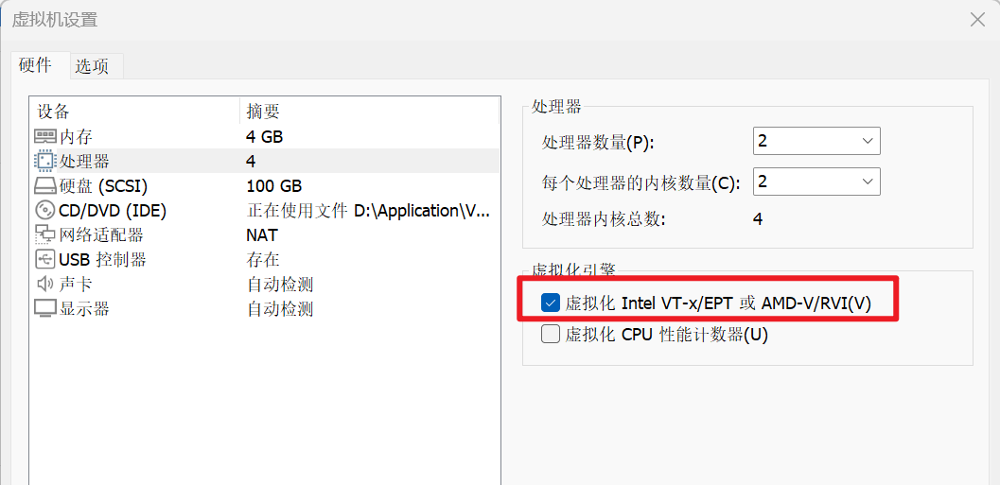 虚拟机设置
硬件 选项
设备 摘要
内存 4 GB
处理器 4
硬盘 (SCSI) 100 GB
CD/DVD (IDE) 正在使用文件 D:\Application\V...
网络适配器 NAT
USB 控制器 存在
声卡 自动检测
显示器 自动检测
处理器
处理器数量(P): 2
每个处理器的内核数量(C): 2
处理器内核总数: 4
虚拟化引擎
虚拟化 Intel VT-x/EPT 或 AMD-V/RVI(V)
虚拟化 CPU 性能计数器(U)